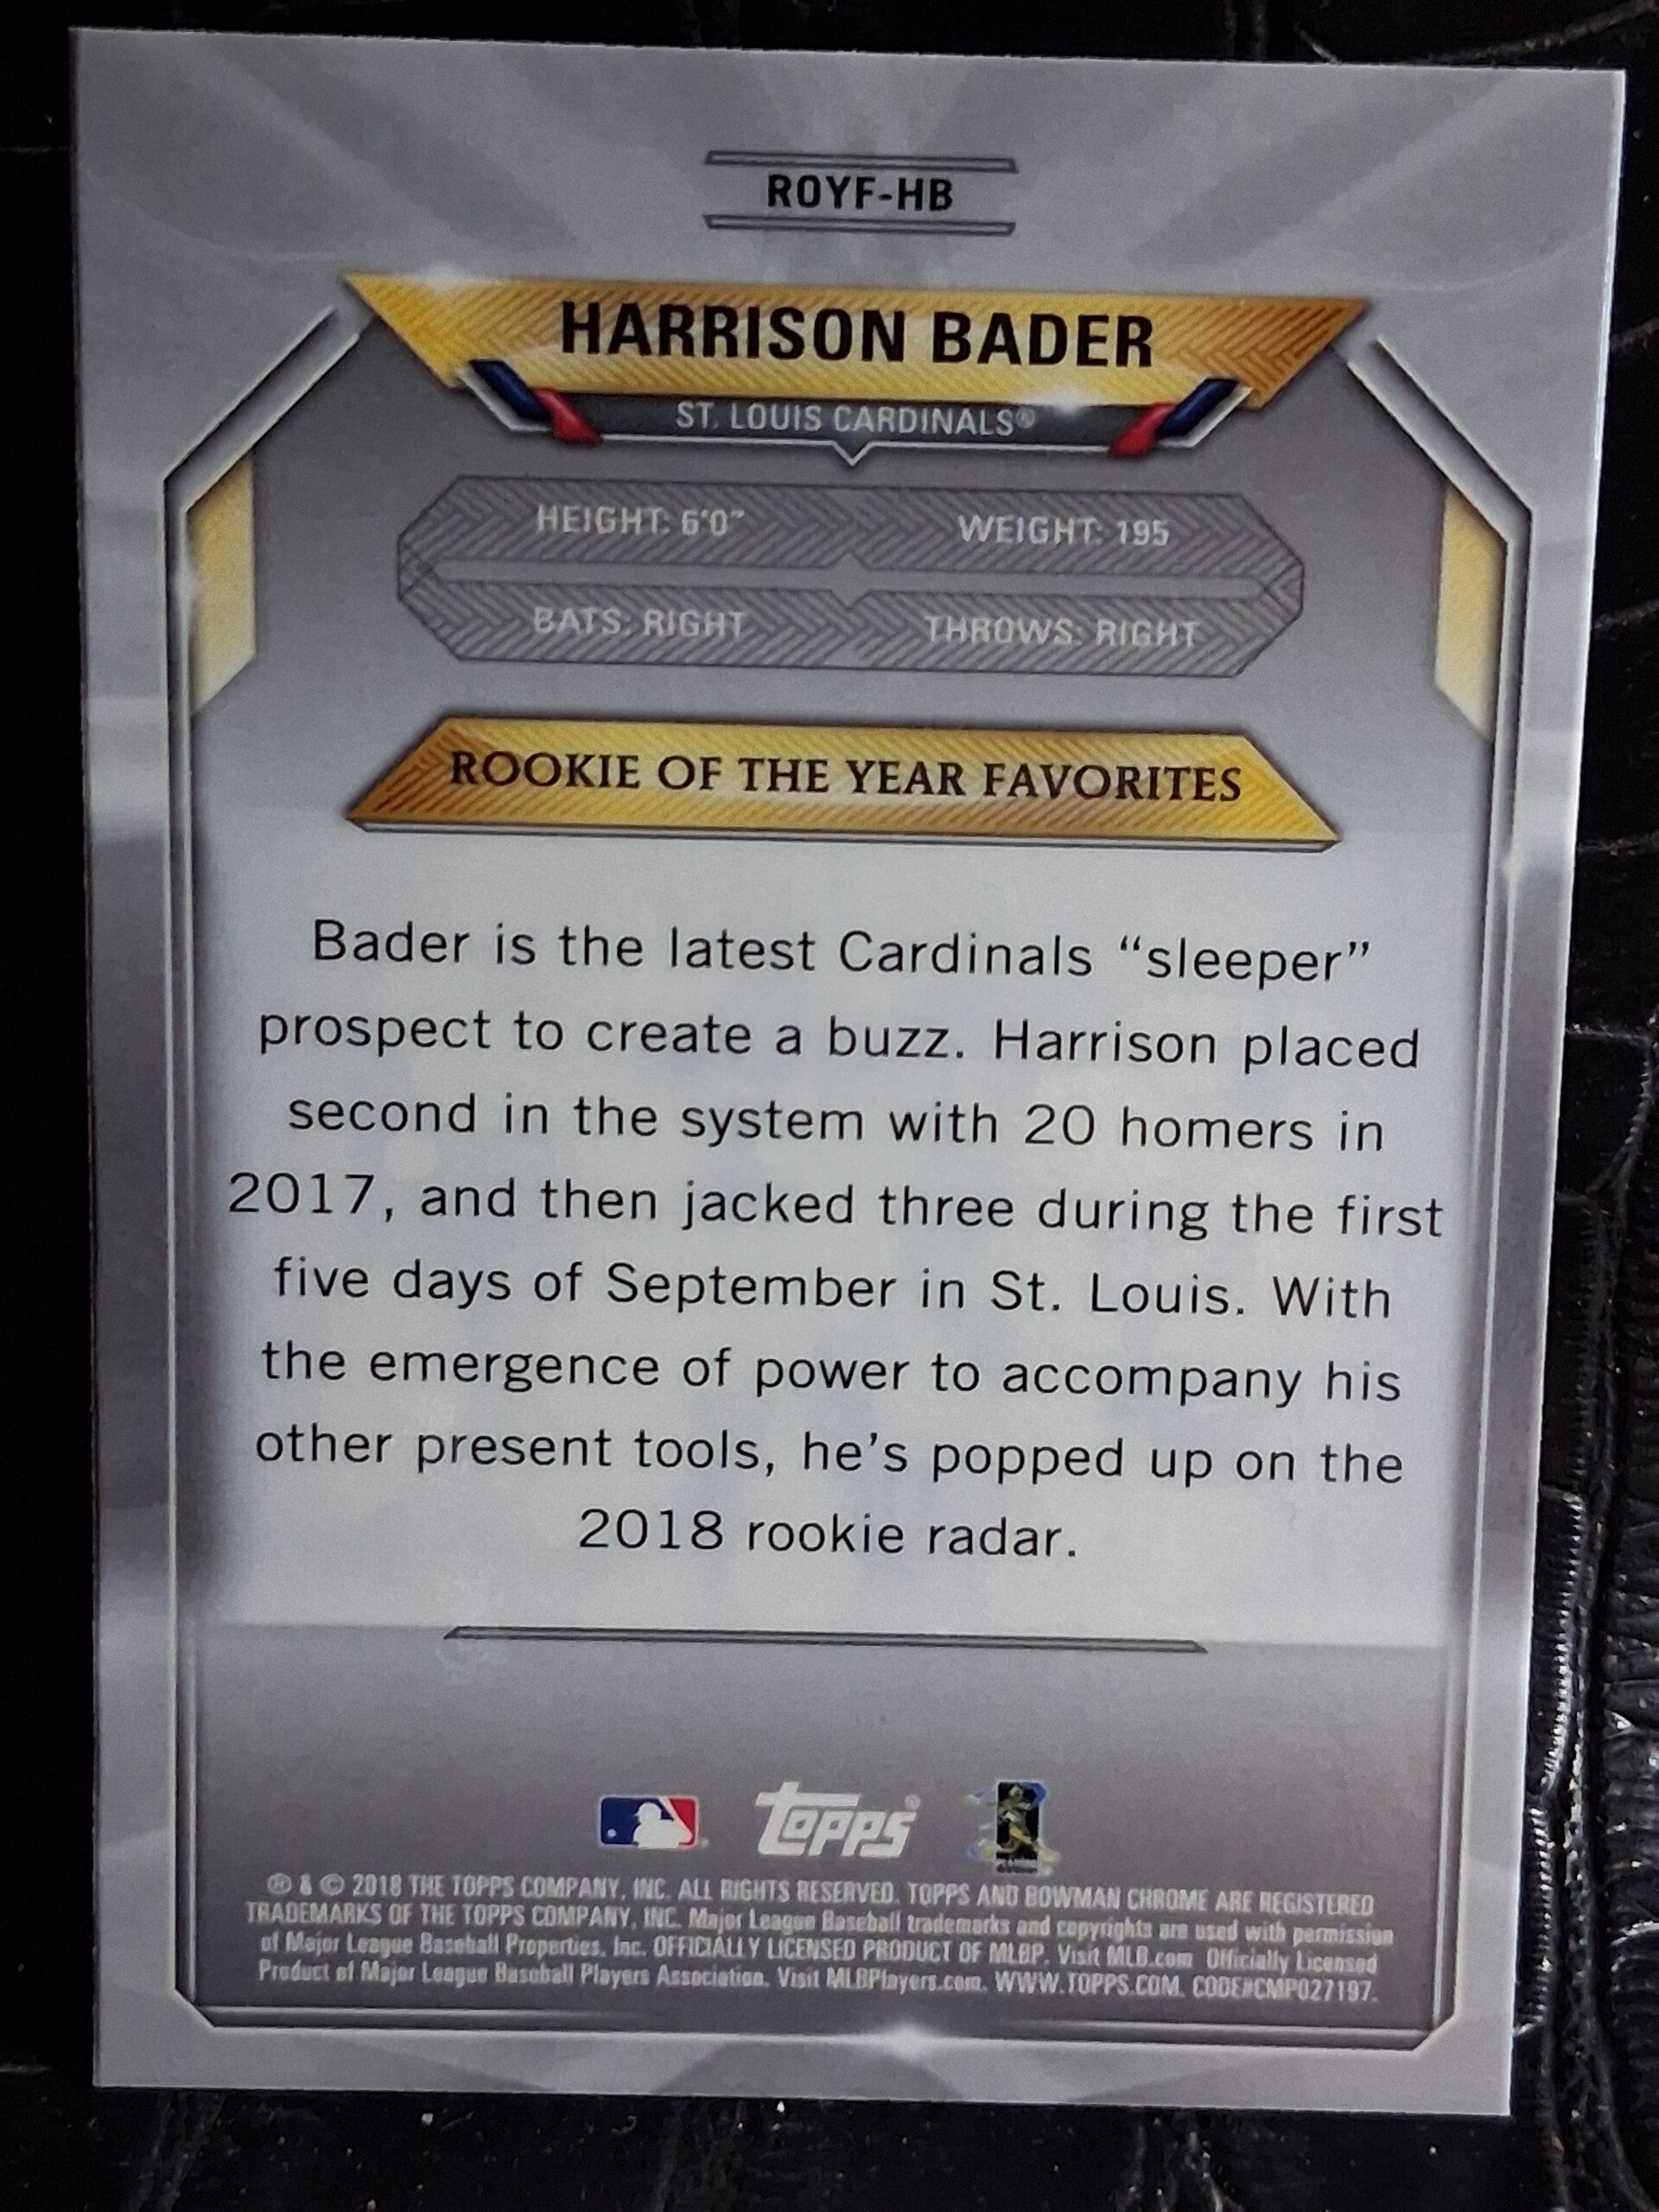 ROYF-HB
HARRISON BADER
ST. LOUIS CARDINALS®
HEIGHT: 6'0" WEIGHT: 195
BATS: RIGHT THROWS: RIGHT
ROOKIE OF THE YEAR FAVORITES
Bader is the latest Cardinals “sleeper”
prospect to create a buzz. Harrison placed
second in the system with 20 homers in
2017, and then jacked three during the first
five days of September in St. Louis. With
the emergence of power to accompany his
other present tools, he’s popped up on the
2018 rookie radar.
topps®
® & © 2018 THE TOPPS COMPANY, INC. ALL RIGHTS RESERVED. TOPPS AND BOWMAN CHROME ARE REGISTERED
TRADEMARKS OF THE TOPPS COMPANY, INC. Major League Baseball trademarks and copyrights are used with permission
of Major League Baseball Properties, Inc. OFFICIALLY LICENSED PRODUCT OF MLBP. Visit MLB.com Officially Licensed
Product of Major League Baseball Players Association. Visit MLBPlayers.com. WWW.TOPPS.COM. CODE#CMP027197.